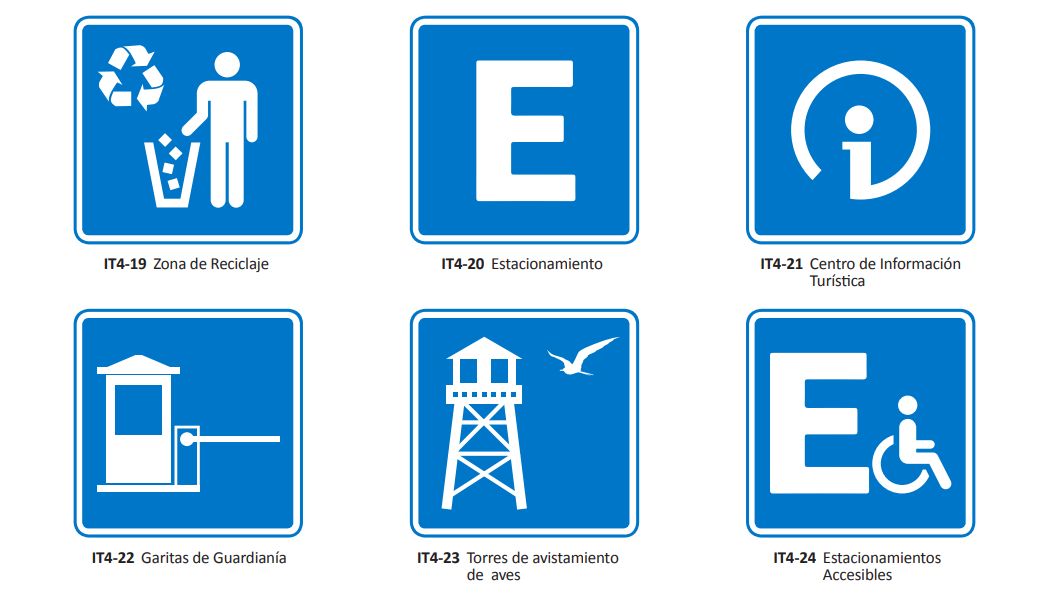 E
i
IT4-19 Zona de Reciclaje
IT4-20 Estacionamiento
IT4-21 Centro de Información
Turística
E
IT4-22 Garitas de Guardianía
IT4-23 Torres de avistamiento
de aves
IT4-24 Estacionamientos
Accesibles